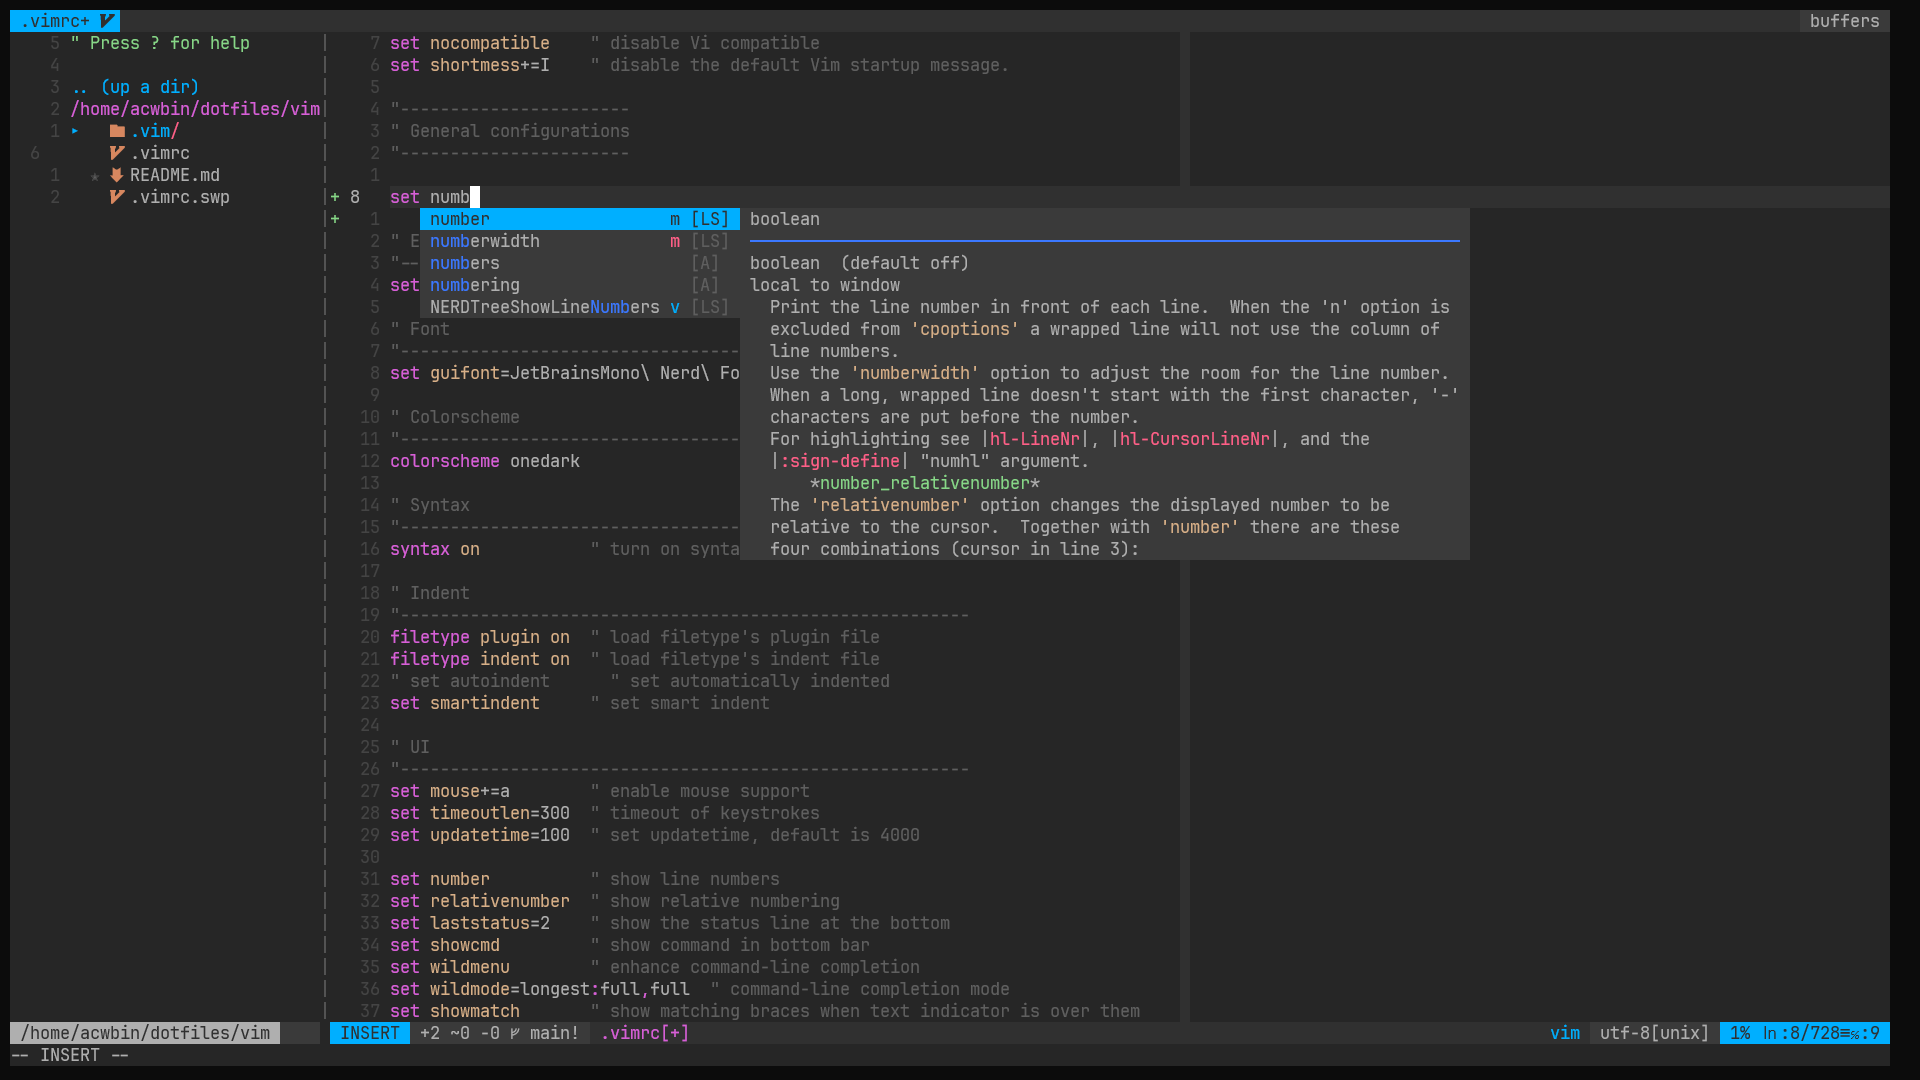 .vimrc+
buffers
5 " Press ? for help
4
3 .. (up a dir)
2 /home/acwbin/dotfiles/vim
1 ▸ .vim/
6 .vimrc
1 ★ README.md
2 .vimrc.swp
7 set nocompatible " disable Vi compatible
6 set shortmess+=I " disable the default Vim startup message.
5
4 "-----------------------
3 " General configurations
2 "-----------------------
1
+ 8 set numb
+ 1
2 " E
3 "--
4 set
5
6 " Font
7 "----------------------------------
8 set guifont=JetBrainsMono\ Nerd\ Fo
9
10 " Colorscheme
11 "----------------------------------
12 colorscheme onedark
13
14 " Syntax
15 "----------------------------------
16 syntax on " turn on synta
17
18 " Indent
19 "---------------------------------------------------------
20 filetype plugin on " load filetype's plugin file
21 filetype indent on " load filetype's indent file
22 " set autoindent " set automatically indented
23 set smartindent " set smart indent
24
25 " UI
26 "---------------------------------------------------------
27 set mouse+=a " enable mouse support
28 set timeoutlen=300 " timeout of keystrokes
29 set updatetime=100 " set updatetime, default is 4000
30
31 set number " show line numbers
32 set relativenumber " show relative numbering
33 set laststatus=2 " show the status line at the bottom
34 set showcmd " show command in bottom bar
35 set wildmenu " enhance command-line completion
36 set wildmode=longest:full,full " command-line completion mode
37 set showmatch " show matching braces when text indicator is over them
number m [LS]
numberwidth m [LS]
numbers [A]
numbering [A]
NERDTreeShowLineNumbers v [LS]
boolean
boolean (default off)
local to window
Print the line number in front of each line. When the 'n' option is
excluded from 'cpoptions' a wrapped line will not use the column of
line numbers.
Use the 'numberwidth' option to adjust the room for the line number.
When a long, wrapped line doesn't start with the first character, '-'
characters are put before the number.
For highlighting see |hl-LineNr|, |hl-CursorLineNr|, and the
|:sign-define| "numhl" argument.
*number_relativenumber*
The 'relativenumber' option changes the displayed number to be
relative to the cursor. Together with 'number' there are these
four combinations (cursor in line 3):
/home/acwbin/dotfiles/vim
INSERT +2 ~0 -0 main! .vimrc[+]
vim utf-8[unix] 1% ln:8/728≡℅:9
-- INSERT --